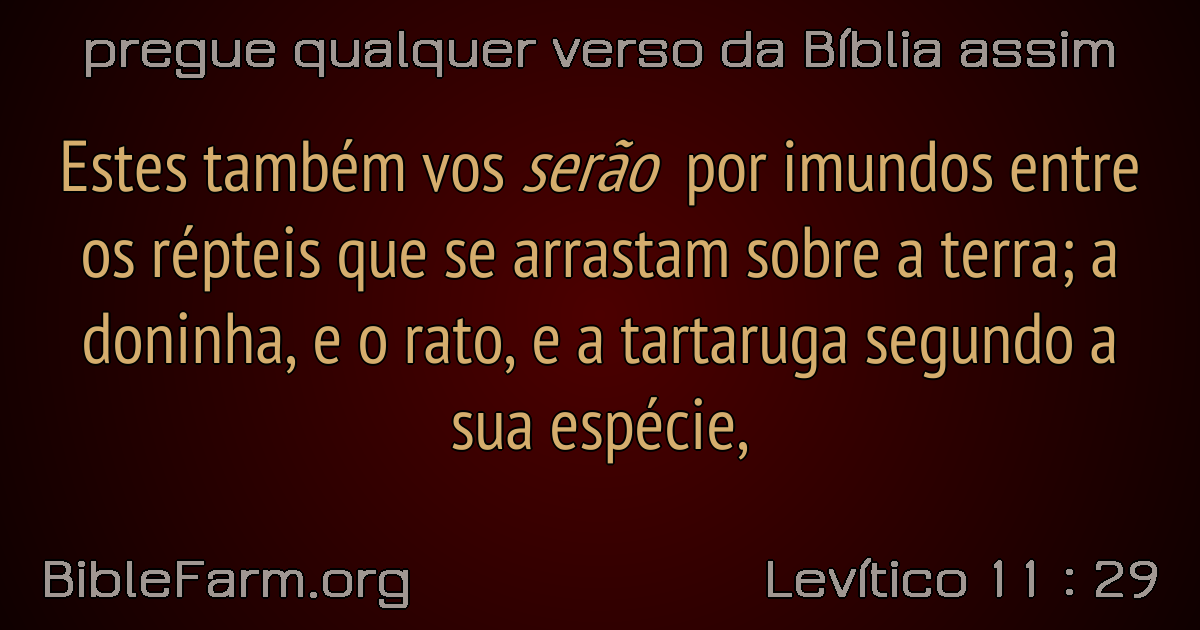 pregue qualquer verso da Bíblia assim
Estes também vos serão por imundos entre
os répteis que se arrastam sobre a terra; a
doninha, e o rato, e a tartaruga segundo a
sua espécie,
BibleFarm.org
Levítico 11 : 29